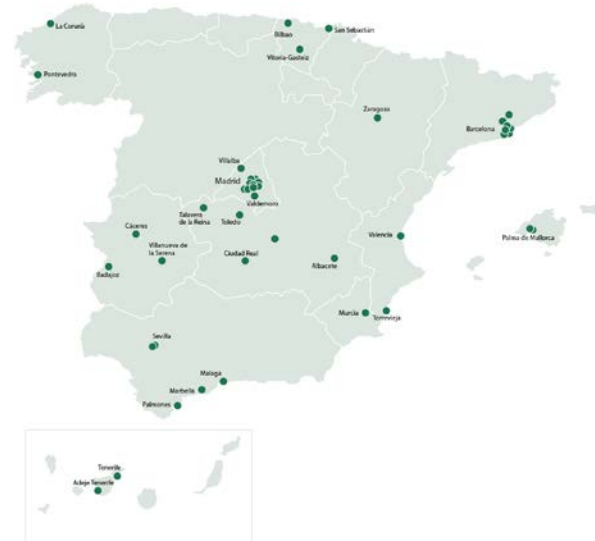 La Coruña
Bilbao
San Sebastián
Vitoria-Gasteiz
Pontevedra
Zaragoza
Barcelona
Villalba
Madrid
Valdemoro
Talavera
de la Reina
Toledo
Cáceres
Villanueva de
la Serena
Ciudad Real
Valencia
Palma de Mallorca
Badajoz
Albacete
Murcia
Torrevieja
Sevilla
Malaga
Marbella
Palmones
Tenerife
Adeje Tenerife